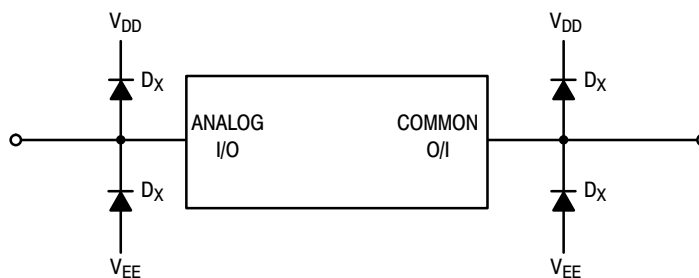 VDD
VDD
DX
DX
ANALOG
I/O
COMMON
O/I
DX
DX
VEE
VEE